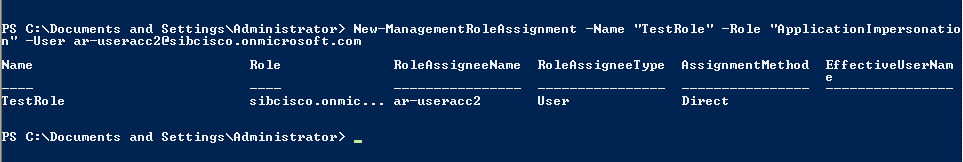 PS C:\Documents and Settings\Administrator> New-ManagementRoleAssignment -Name "TestRole" -Role "ApplicationImpersonatio
n" -User ar-useracc2@sibcisco.onmicrosoft.com
Name Role RoleAssigneeName RoleAssigneeType AssignmentMethod EffectiveUserNam
e
---- ---- ---------------- ---------------- ---------------- ----------------
TestRole sibcisco.onmic... ar-useracc2 User Direct
PS C:\Documents and Settings\Administrator> _